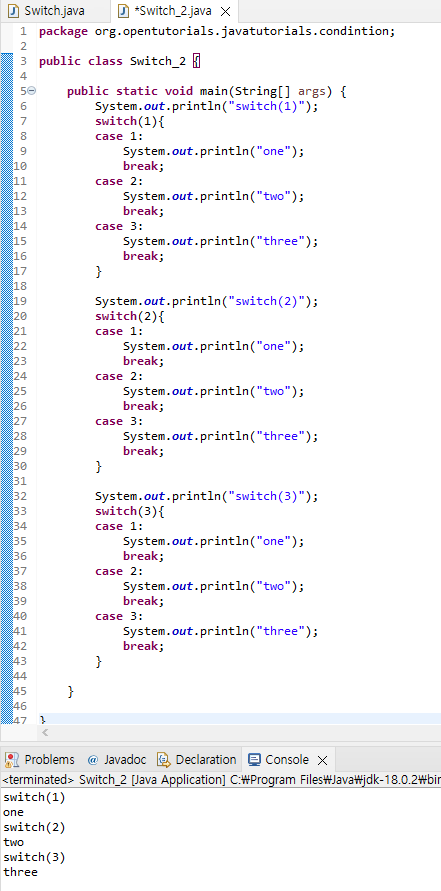 Switch.java *Switch_2.java
1 package org.opentutorials.javatutorials.condintion;
2
3 public class Switch_2 {
4
5 public static void main(String[] args) {
6 System.out.println("switch(1)");
7 switch(1){
8 case 1:
9 System.out.println("one");
10 break;
11 case 2:
12 System.out.println("two");
13 break;
14 case 3:
15 System.out.println("three");
16 break;
17 }
18
19 System.out.println("switch(2)");
20 switch(2){
21 case 1:
22 System.out.println("one");
23 break;
24 case 2:
25 System.out.println("two");
26 break;
27 case 3:
28 System.out.println("three");
29 break;
30 }
31
32 System.out.println("switch(3)");
33 switch(3){
34 case 1:
35 System.out.println("one");
36 break;
37 case 2:
38 System.out.println("two");
39 break;
40 case 3:
41 System.out.println("three");
42 break;
43 }
44
45 }
46
47 }
Problems @ Javadoc Declaration Console
<terminated> Switch_2 [Java Application] C:₩Program Files₩Java₩jdk-18.0.2₩bin
switch(1)
one
switch(2)
two
switch(3)
three